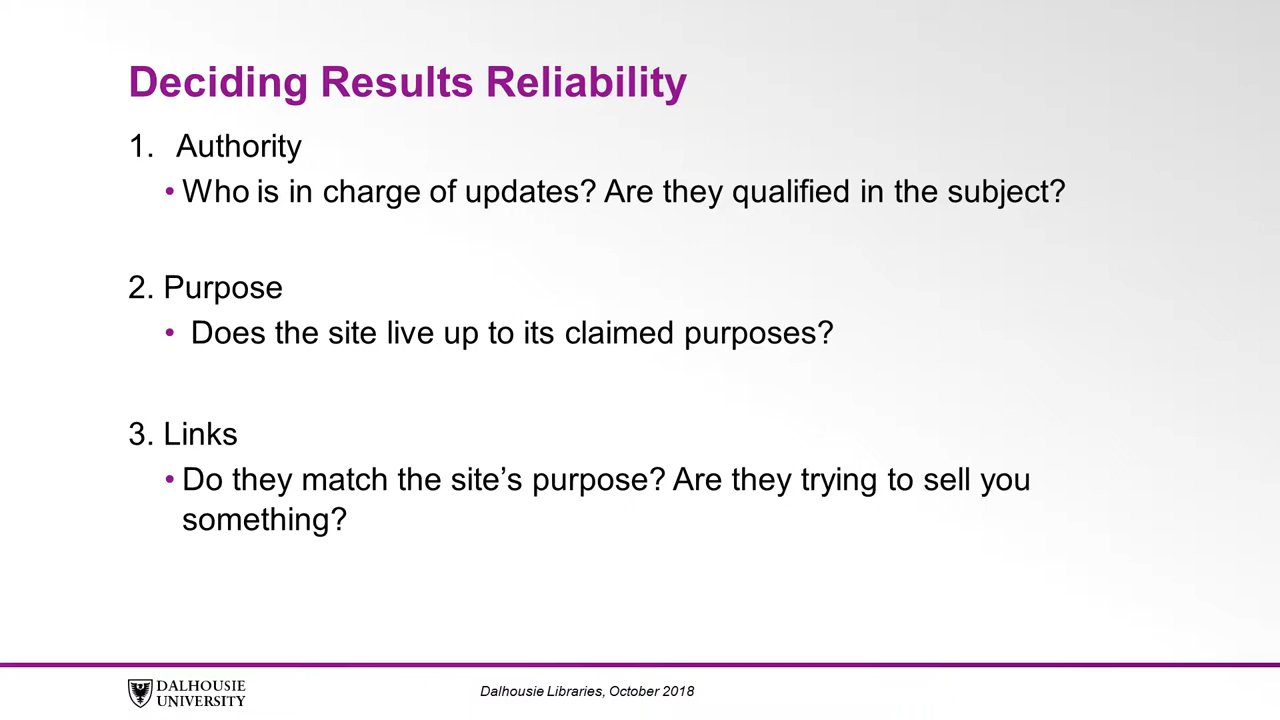 Deciding Results Reliability
1. Authority
• Who is in charge of updates? Are they qualified in the subject?
2. Purpose
• Does the site live up to its claimed purposes?
3. Links
• Do they match the site’s purpose? Are they trying to sell you
something?
DALHOUSIE
UNIVERSITY
Dalhousie Libraries, October 2018